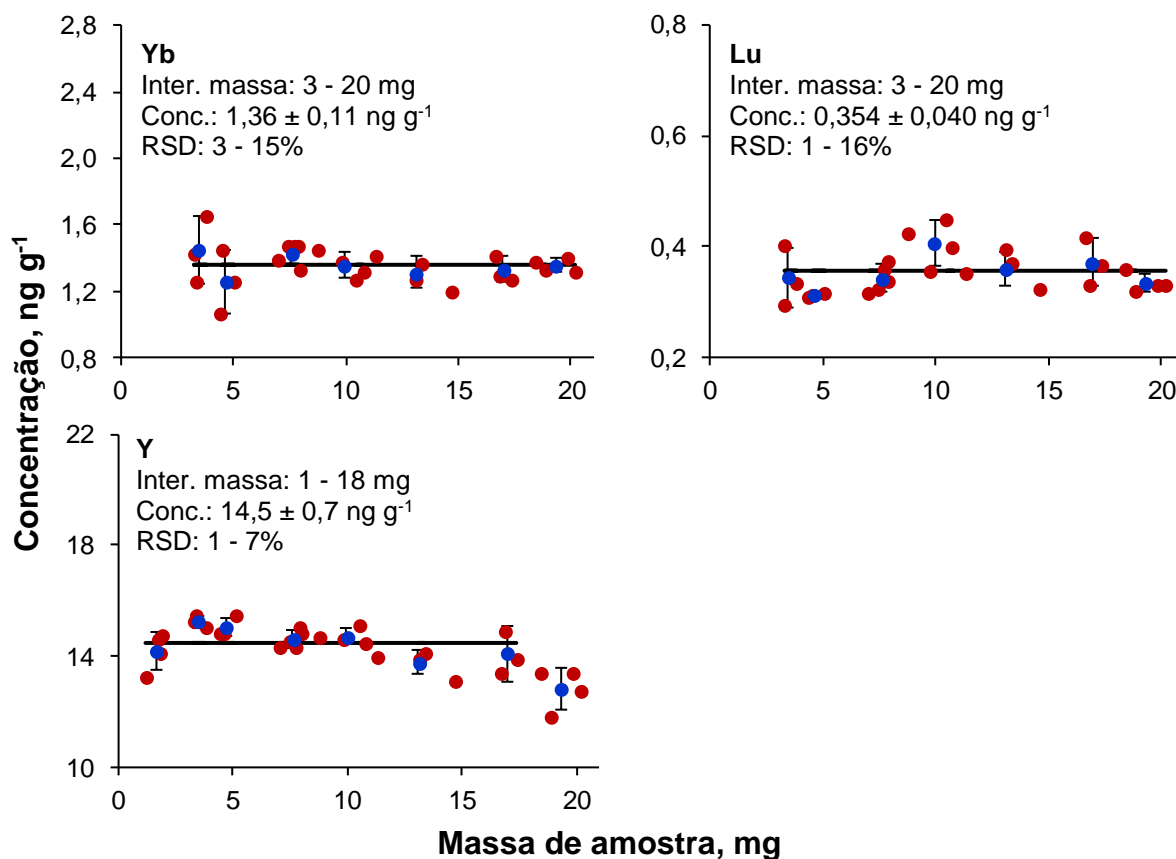 Concentração, ng g⁻¹
2,8
2,4
2,0
1,6
1,2
0,8
Yb
Inter. massa: 3 - 20 mg
Conc.: 1,36 ± 0,11 ng g⁻¹
RSD: 3 - 15%
0 5 10 15 20
0,8
0,6
0,4
0,2
Lu
Inter. massa: 3 - 20 mg
Conc.: 0,354 ± 0,040 ng g⁻¹
RSD: 1 - 16%
0 5 10 15 20
22
18
14
10
Y
Inter. massa: 1 - 18 mg
Conc.: 14,5 ± 0,7 ng g⁻¹
RSD: 1 - 7%
0 5 10 15 20
Massa de amostra, mg